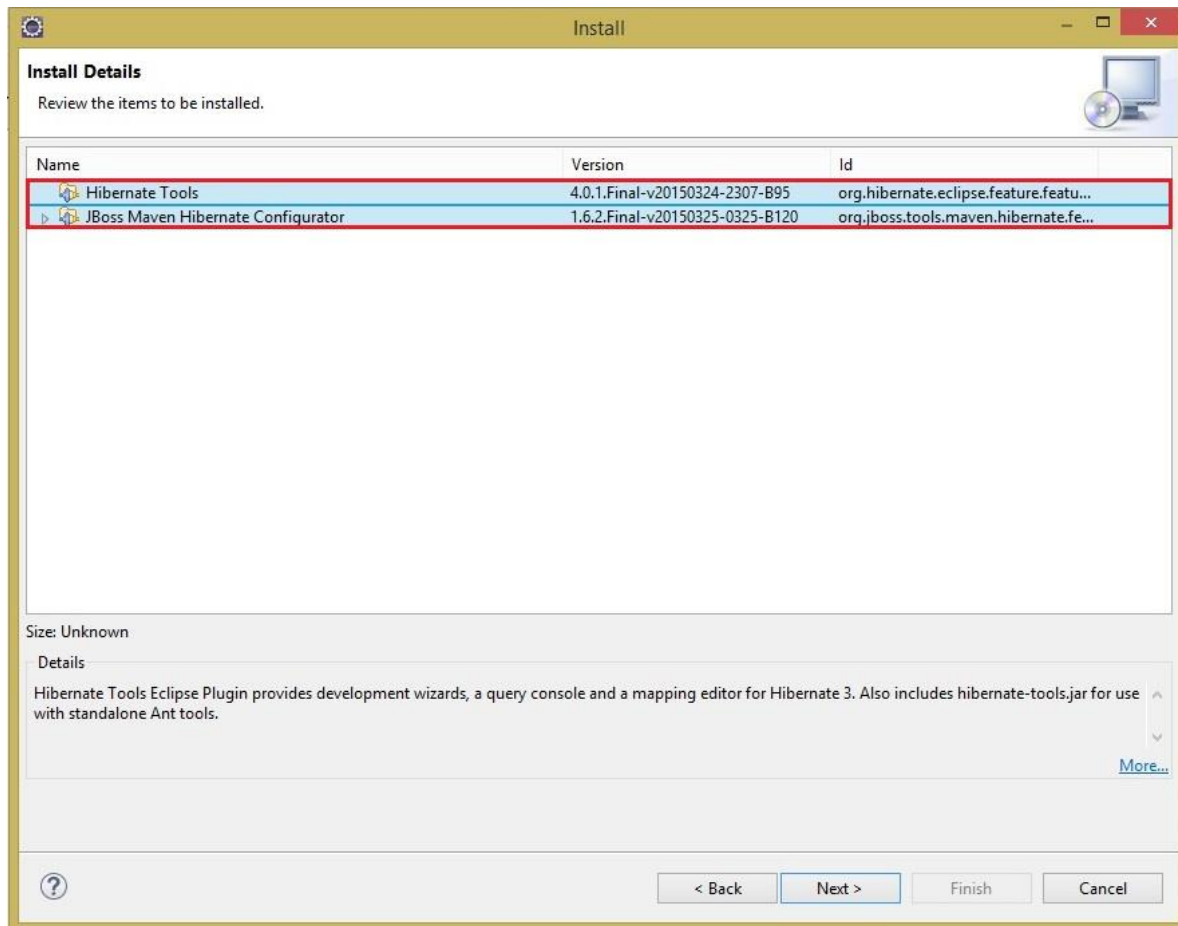 Install
Install Details
Review the items to be installed.
Name Version Id
Hibernate Tools 4.0.1.Final-v20150324-2307-B95 org.hibernate.eclipse.feature.featu...
JBoss Maven Hibernate Configurator 1.6.2.Final-v20150325-0325-B120 org.jboss.tools.maven.hibernate.fe...
Size: Unknown
Details
Hibernate Tools Eclipse Plugin provides development wizards, a query console and a mapping editor for Hibernate 3. Also includes hibernate-tools.jar for use
with standalone Ant tools.
More...
? < Back Next > Finish Cancel